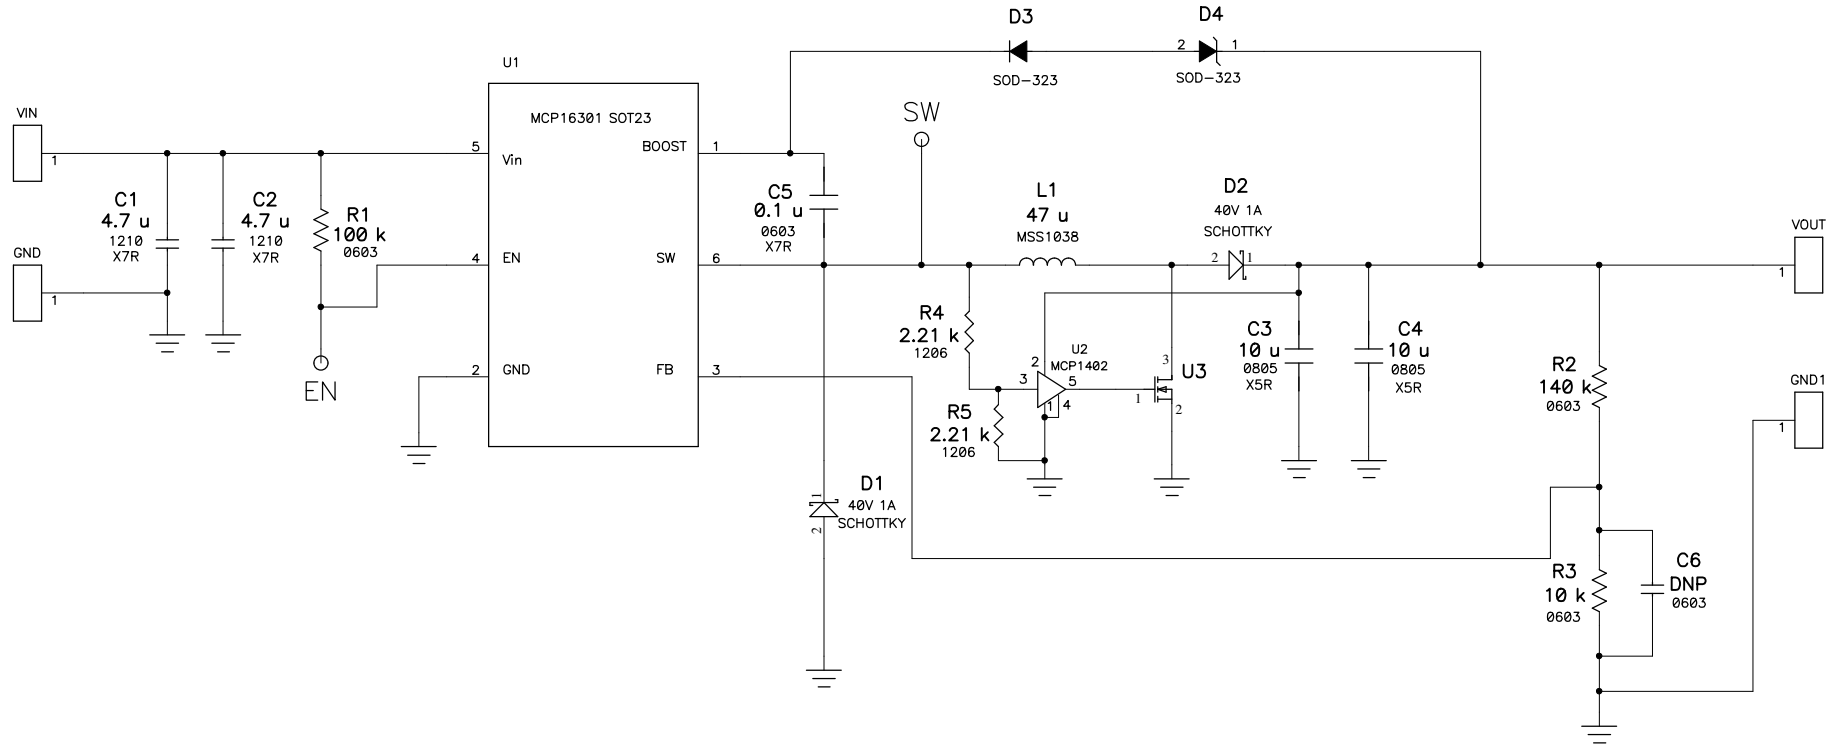 D3
D4
2
1
SOD-323
SOD-323
U1
VIN
1
MCP16301 SOT23
5
Vin
BOOST
1
SW
C1
4.7 u
1210
X7R
C2
4.7 u
1210
X7R
R1
100 k
0603
C5
0.1 u
0603
X7R
L1
47 u
MSS1038
D2
40V 1A
SCHOTTKY
2
1
VOUT
1
GND
1
4
EN
SW
6
EN
2
GND
FB
3
R4
2.21 k
1206
U2
MCP1402
2
3
5
1
4
R5
2.21 k
1206
3
U3
1
2
C3
10 u
0805
X5R
C4
10 u
0805
X5R
R2
140 k
0603
GND1
1
D1
40V 1A
SCHOTTKY
1
2
R3
10 k
0603
C6
DNP
0603